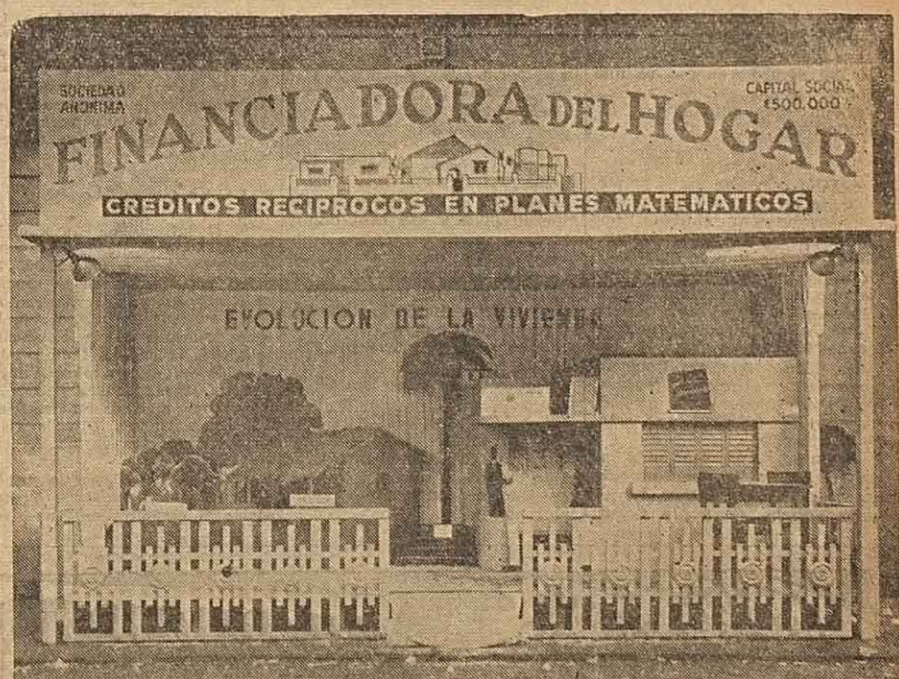 SOCIEDAD
ANONIMA
CAPITAL SOCIAL
¢500.000
FINANCIADORA DEL HOGAR
CREDITOS RECIPROCOS EN PLANES MATEMATICOS
EVOLUCION DE LA VIVIENDA